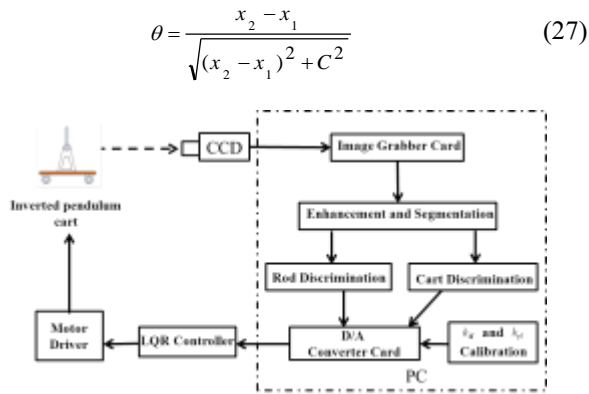 θ = (x₂ − x₁) / √((x₂ − x₁)² + C²) (27)
CCD
Image Grabber Card
Inverted pendulum
cart
Enhancement and Segmentation
Rod Discrimination
Cart Discrimination
Motor
Driver
LQR Controller
D/A
Converter Card
and
Calibration
PC